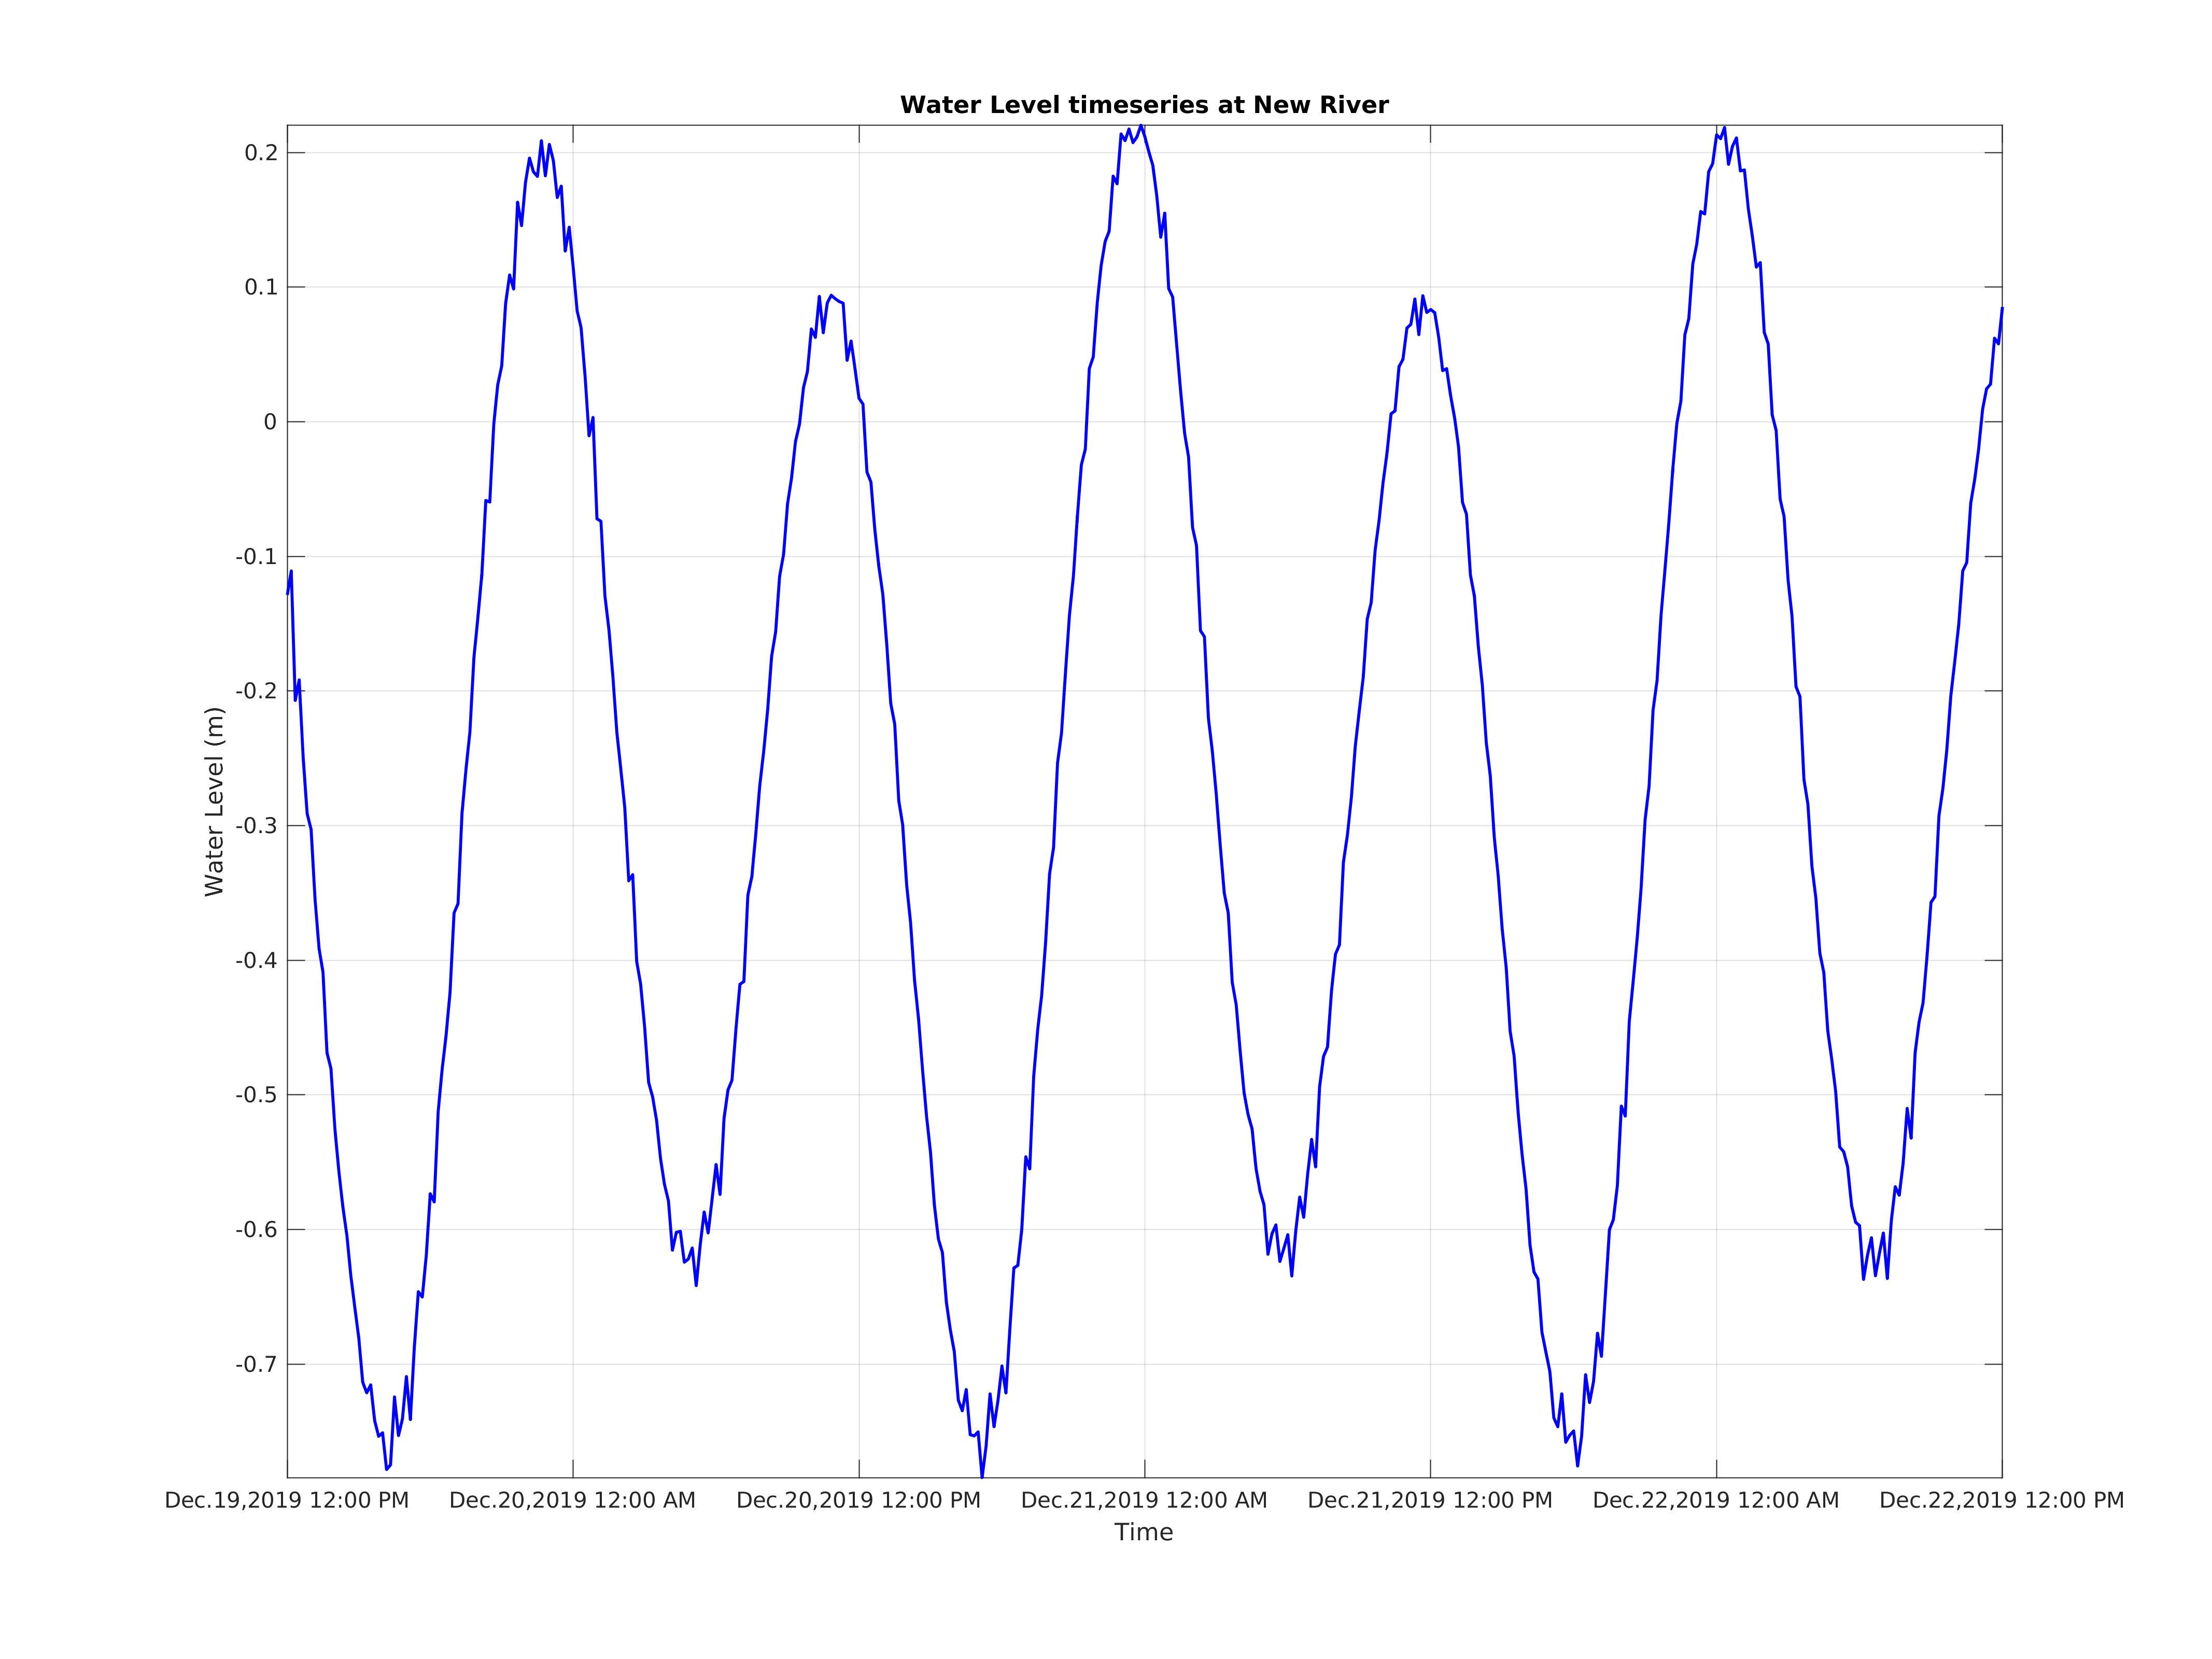 Water Level timeseries at New River
0.2
0.1
0
-0.1
-0.2
-0.3
-0.4
-0.5
-0.6
-0.7
Water Level (m)
Dec.19,2019 12:00 PM Dec.20,2019 12:00 AM Dec.20,2019 12:00 PM Dec.21,2019 12:00 AM Dec.21,2019 12:00 PM Dec.22,2019 12:00 AM Dec.22,2019 12:00 PM
Time